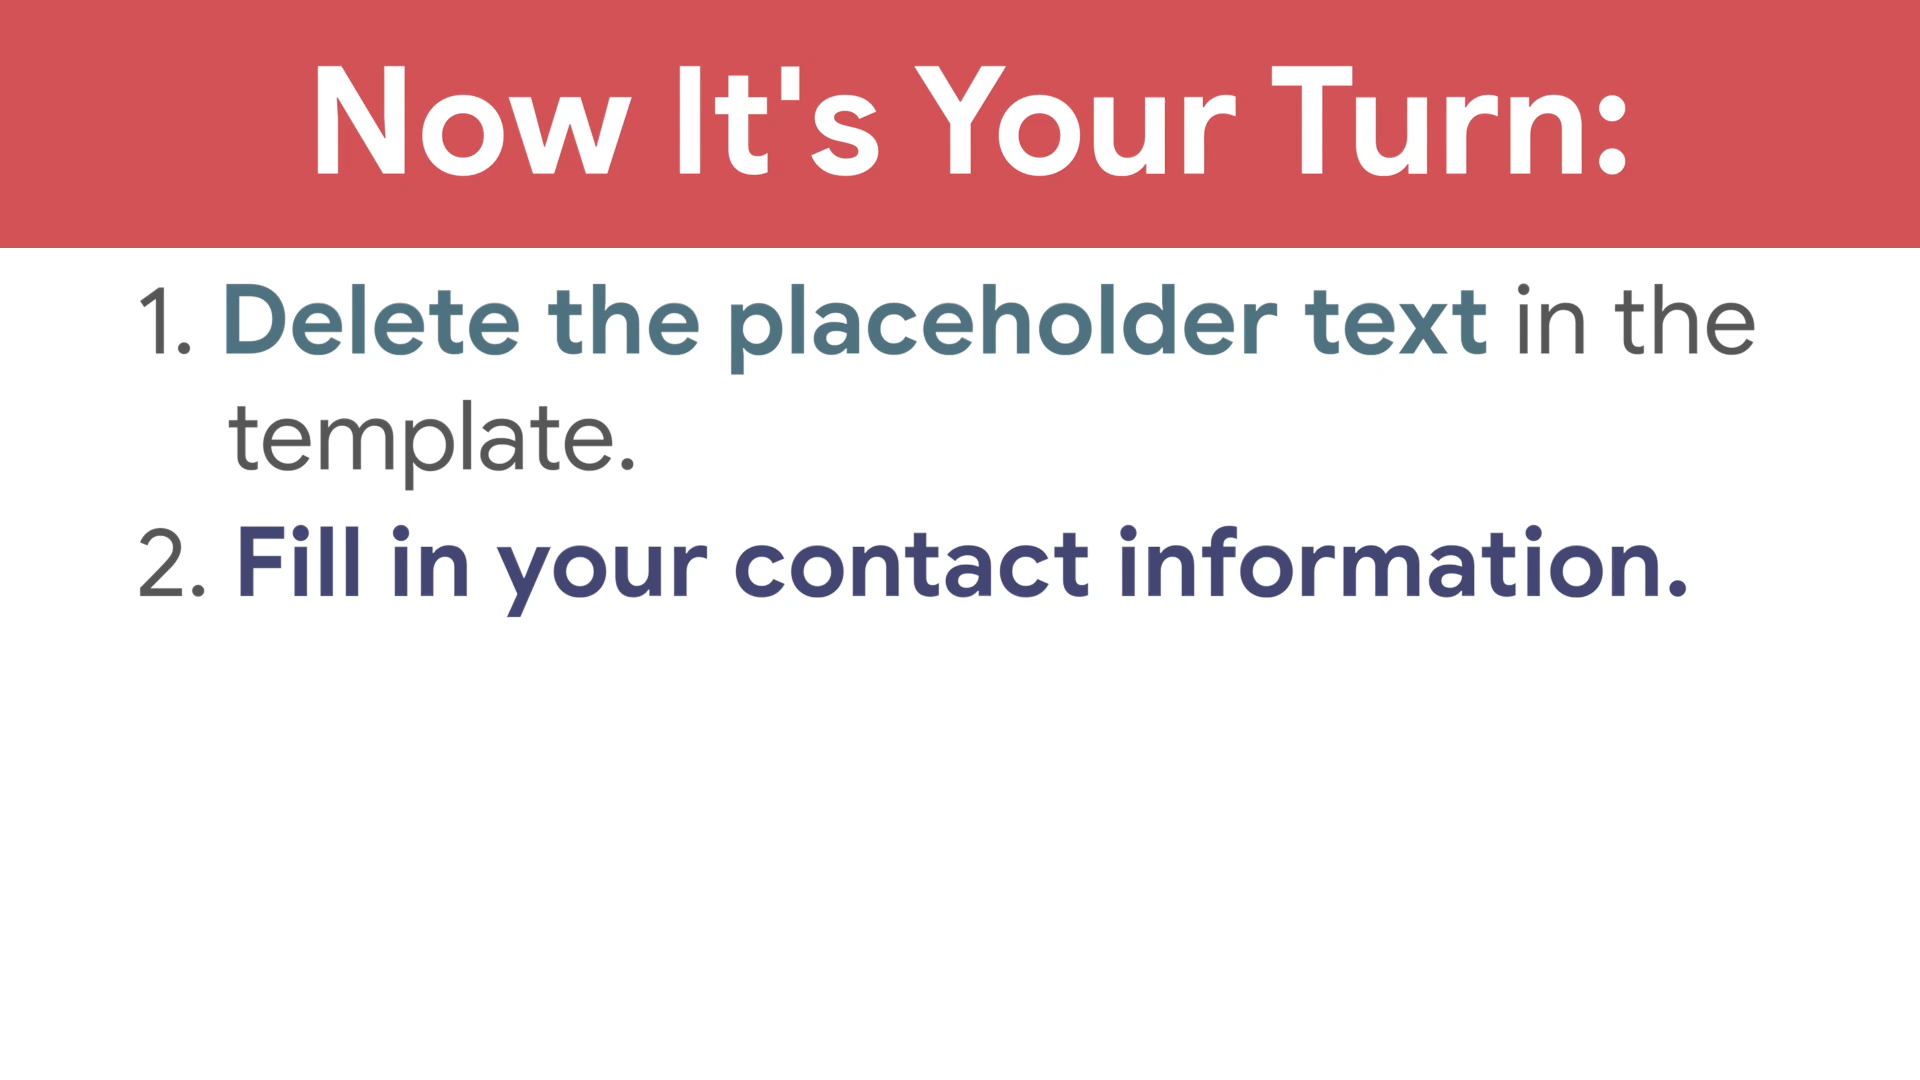 Now It's Your Turn:
1. Delete the placeholder text in the
template.
2. Fill in your contact information.